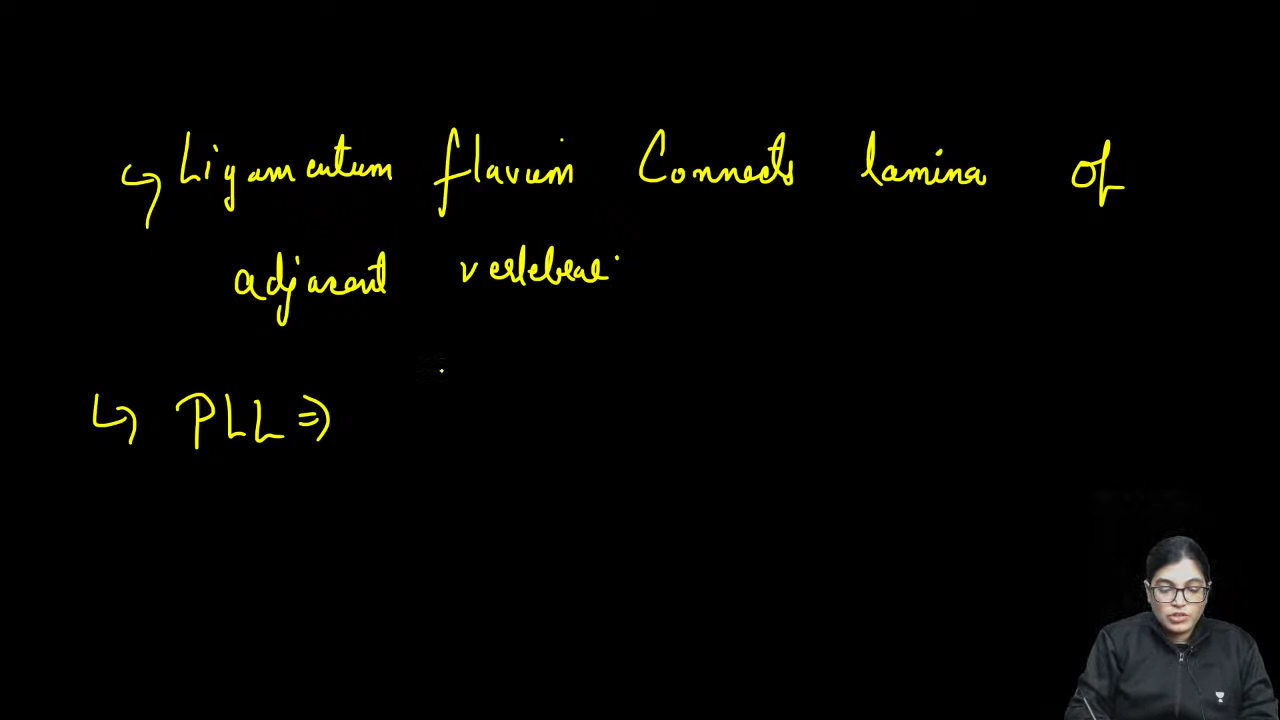 ↪ Ligamentum flavum Connects lamina of
adjacent vertebrae.
↪ PLL ⇒